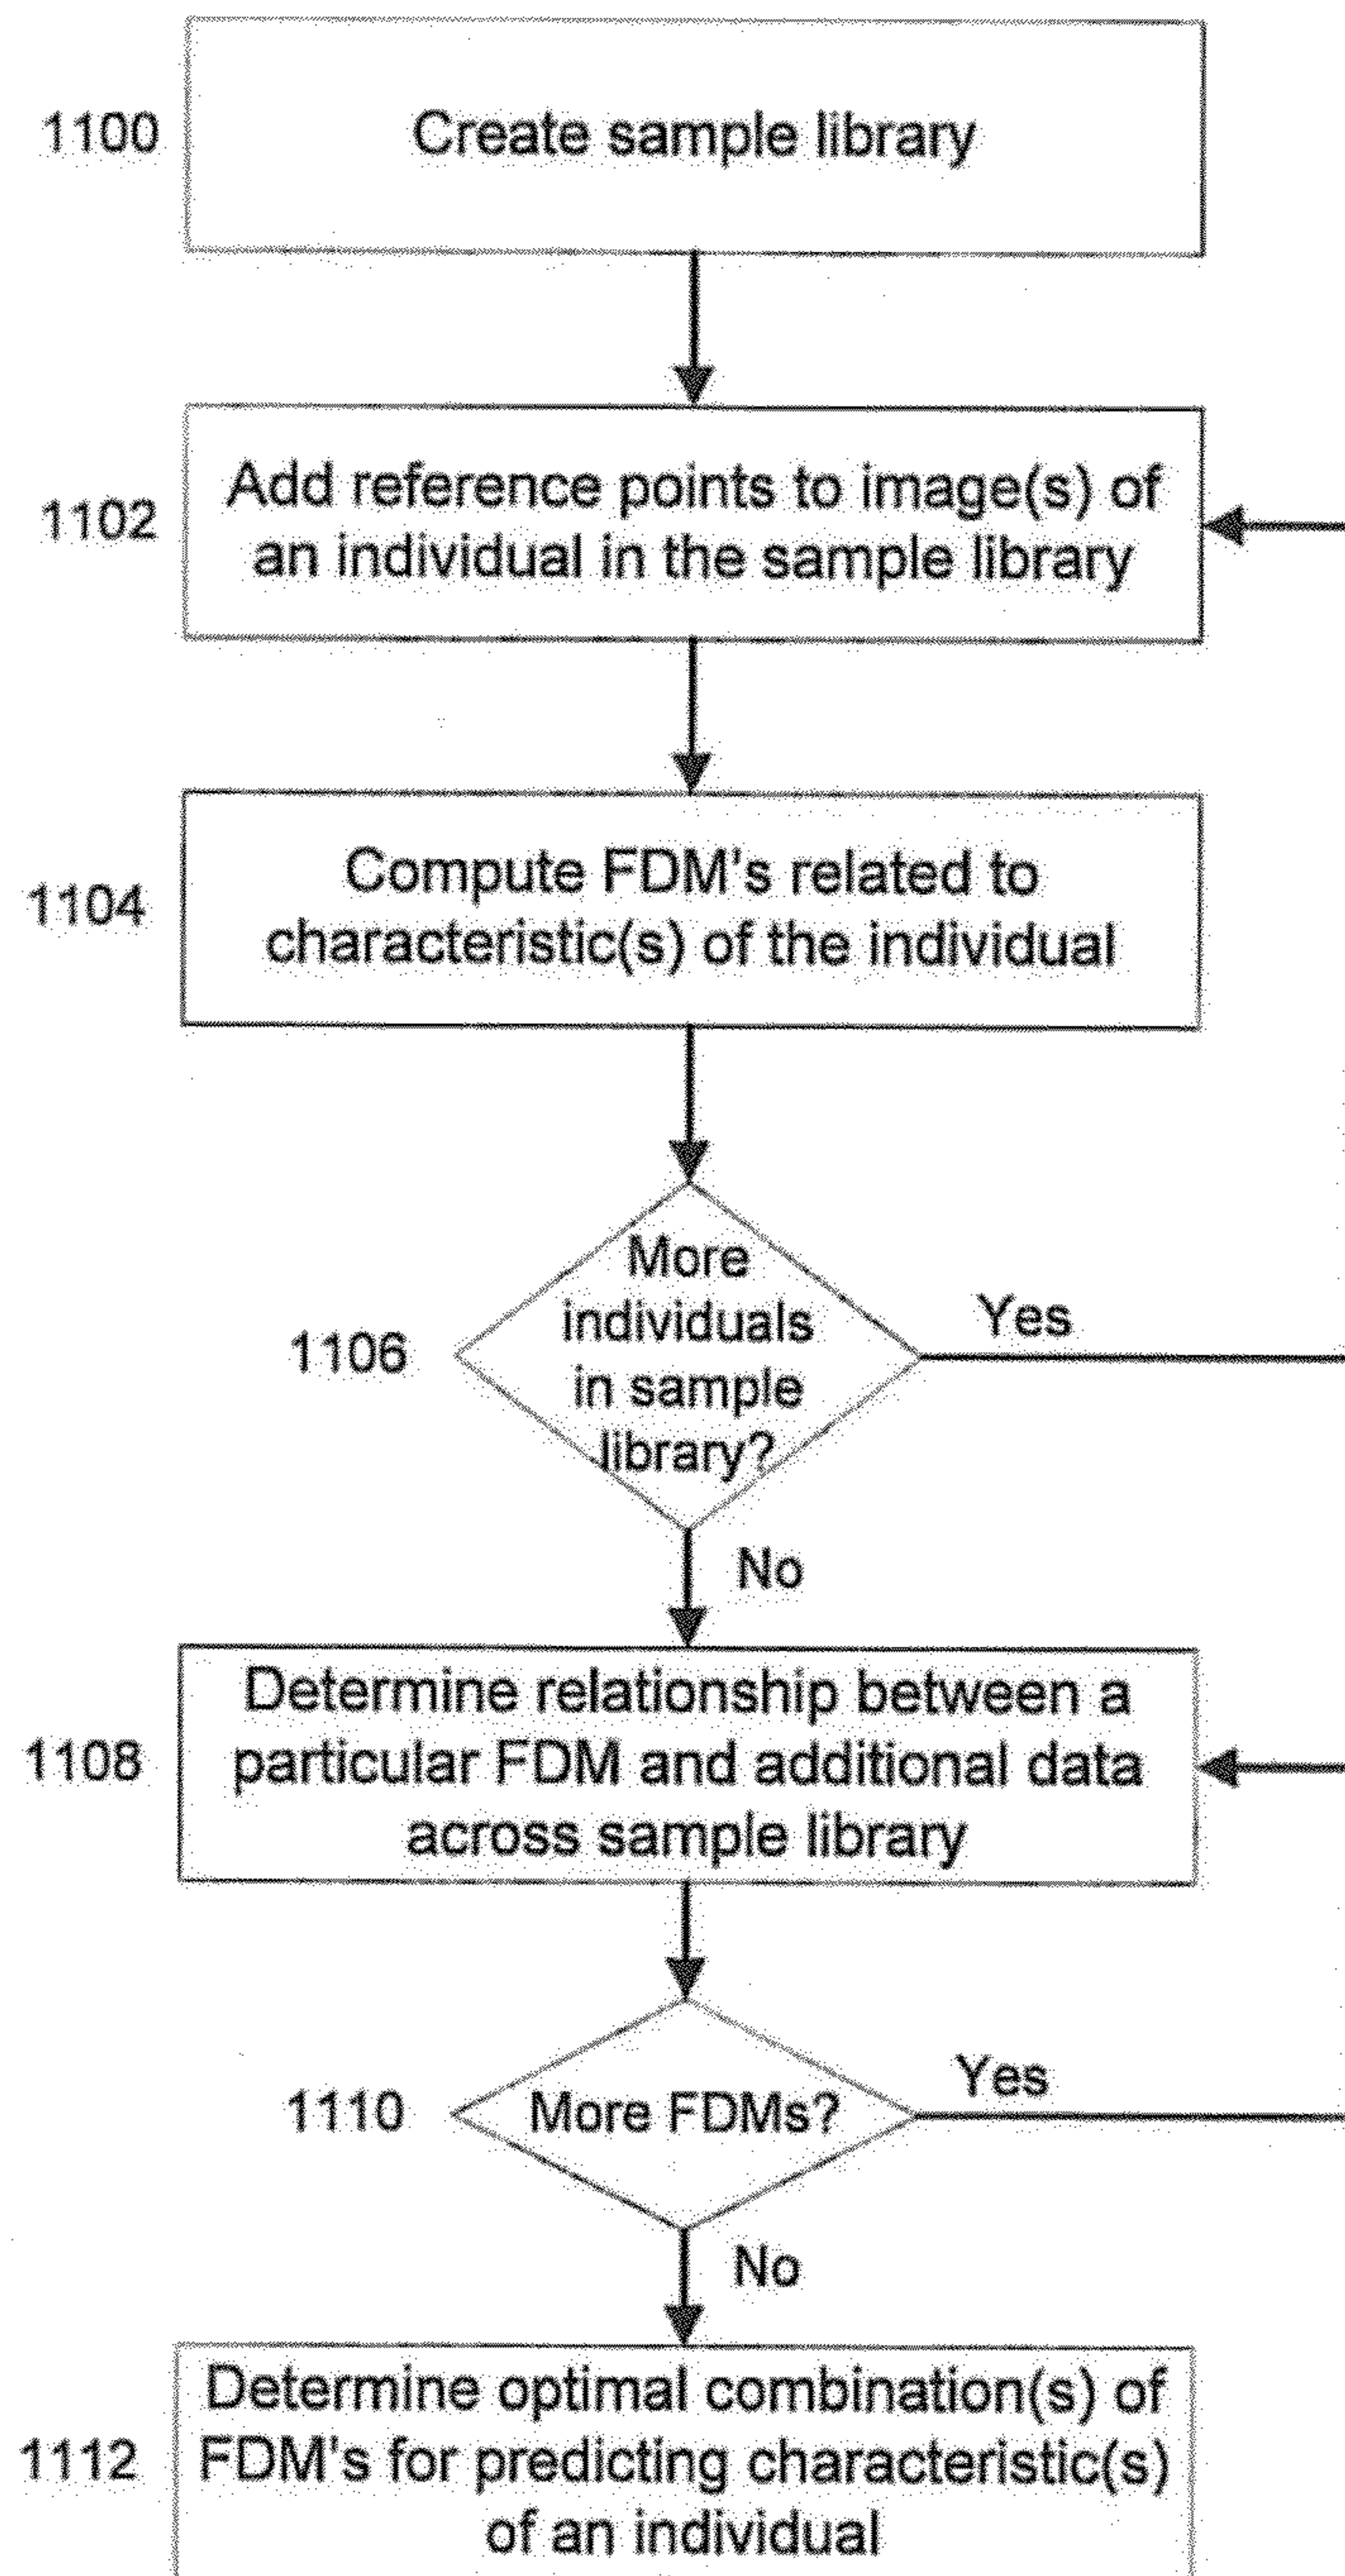 1100
Create sample library
1102
Add reference points to image(s) of
an individual in the sample library
1104
Compute FDM's related to
characteristic(s) of the individual
1106
More
individuals
in sample
library?
Yes
No
1108
Determine relationship between a
particular FDM and additional data
across sample library
1110
More FDMs?
Yes
No
1112
Determine optimal combination(s) of
FDM's for predicting characteristic(s)
of an individual